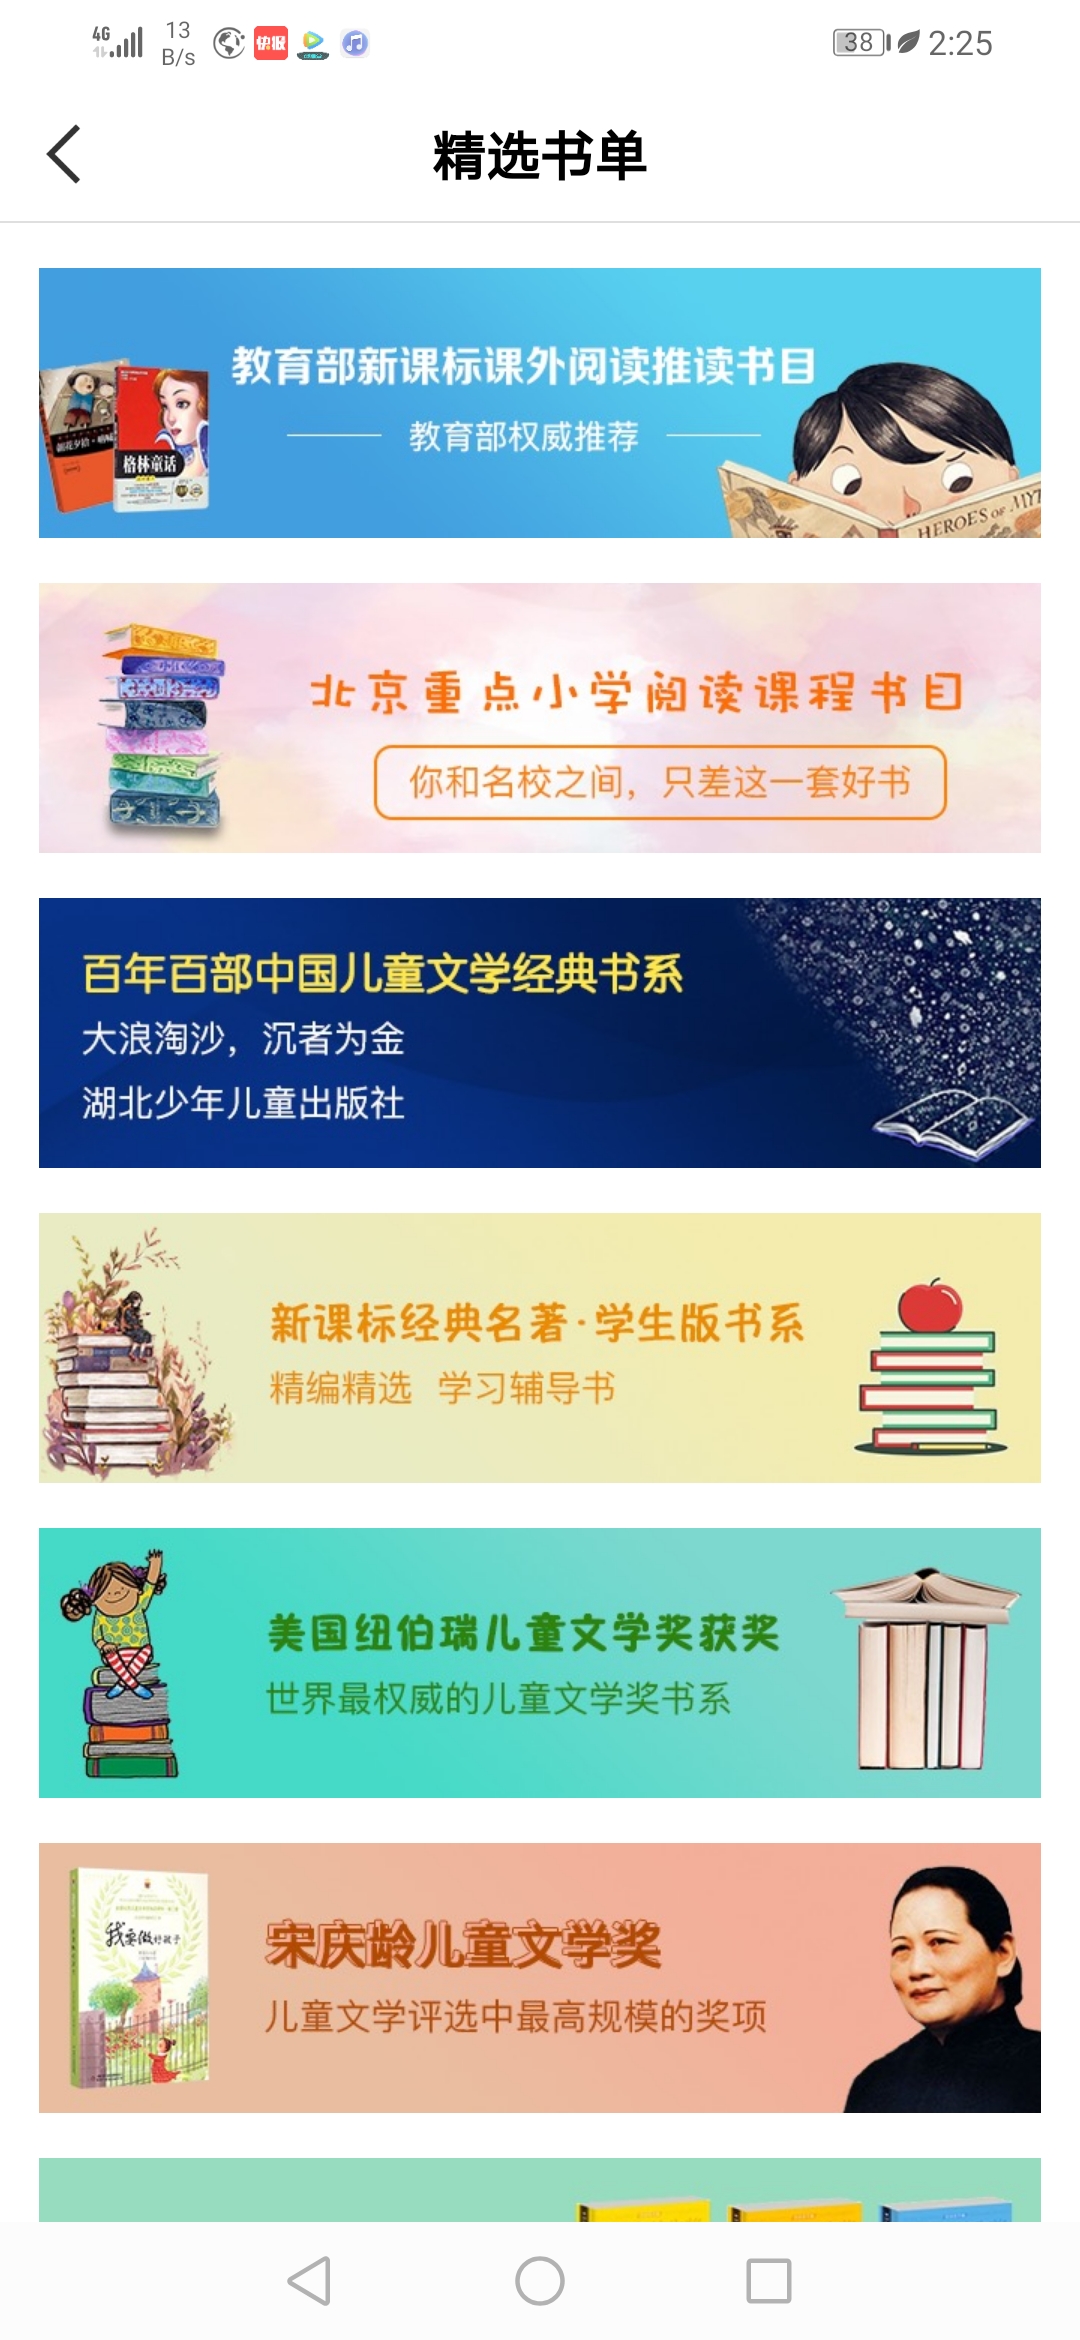 4G
13
B/s
快报
38
2:25
精选书单
教育部新课标课外阅读推读书目
教育部权威推荐
朝花夕拾·呐喊
格林童话
HEROES OF MYT
北京重点小学阅读课程书目
你和名校之间，只差这一套好书
百年百部中国儿童文学经典书系
大浪淘沙，沉者为金
湖北少年儿童出版社
新课标经典名著·学生版书系
精编精选 学习辅导书
美国纽伯瑞儿童文学奖获奖
世界最权威的儿童文学奖书系
我要做好孩子
宋庆龄儿童文学奖
儿童文学评选中最高规模的奖项